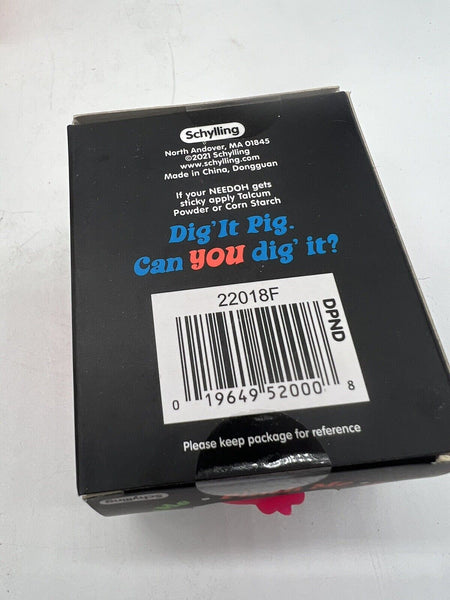 Schylling
North Andover, MA 01845
©2021 Schylling
www.schylling.com
Made in China, Dongguan
If your NEEDOH gets
sticky apply Talcum
Powder or Corn Starch
Dig' It Pig.
Can you dig' it?
22018F
DPND
0 19649 52000 8
Please keep package for reference
Schylling